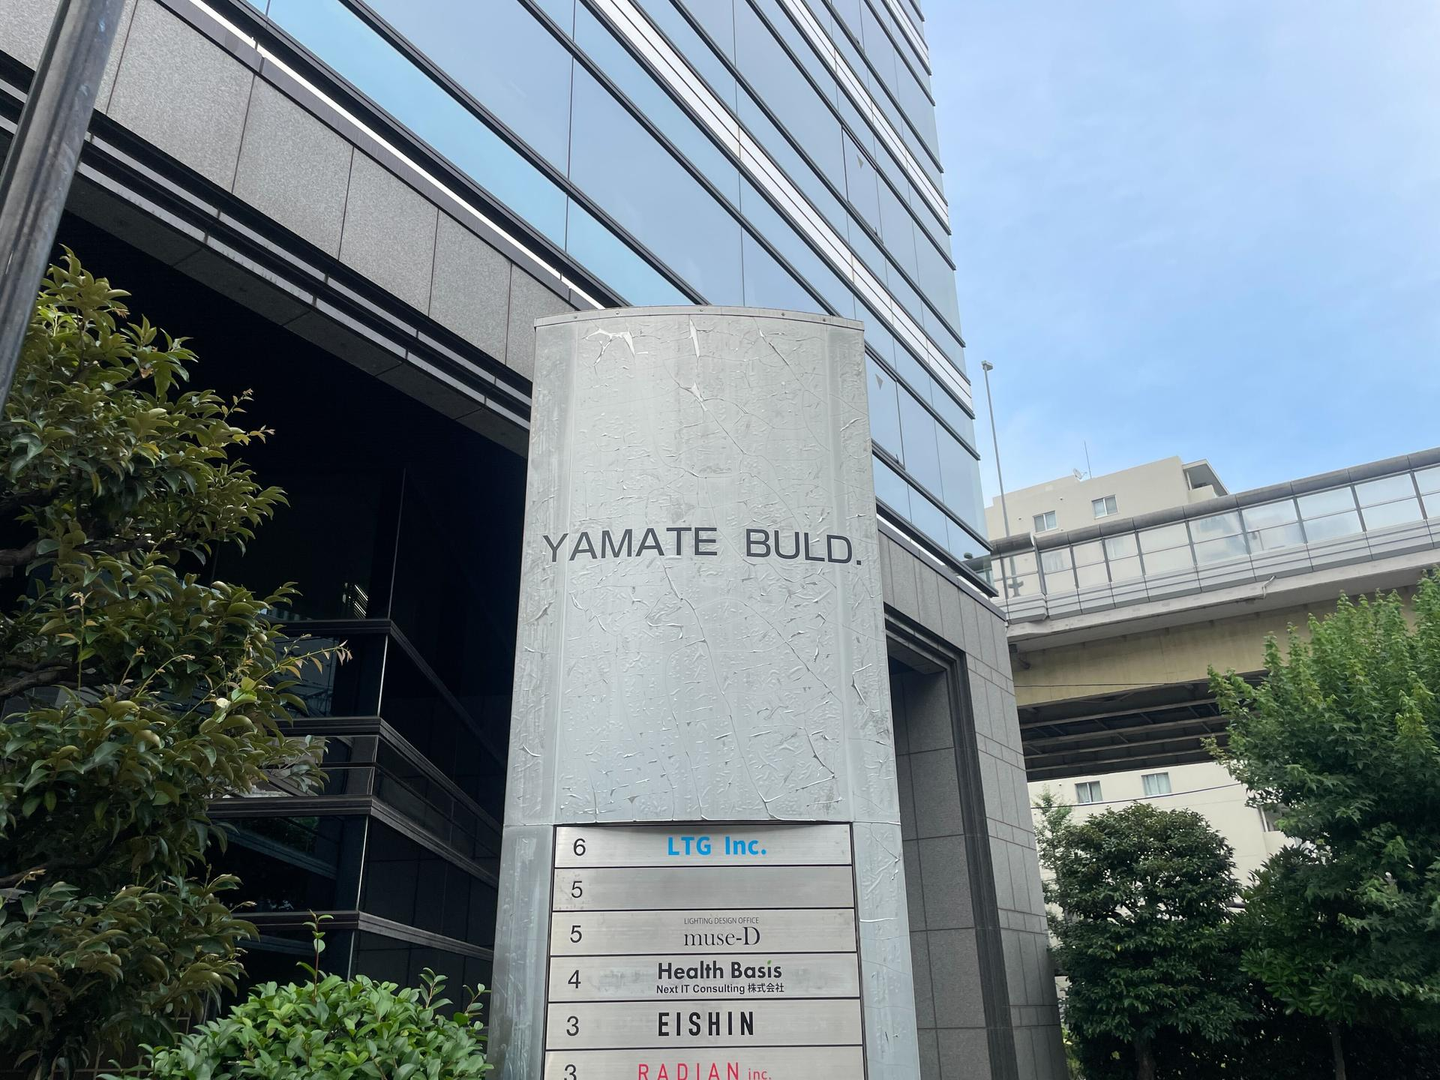 YAMATE BULD.
6 LTG Inc.
5
LIGHTING DESIGN OFFICE
5 muse-D
4 Health Basis
Next IT Consulting 株式会社
3 EISHIN
3 RADIAN inc.